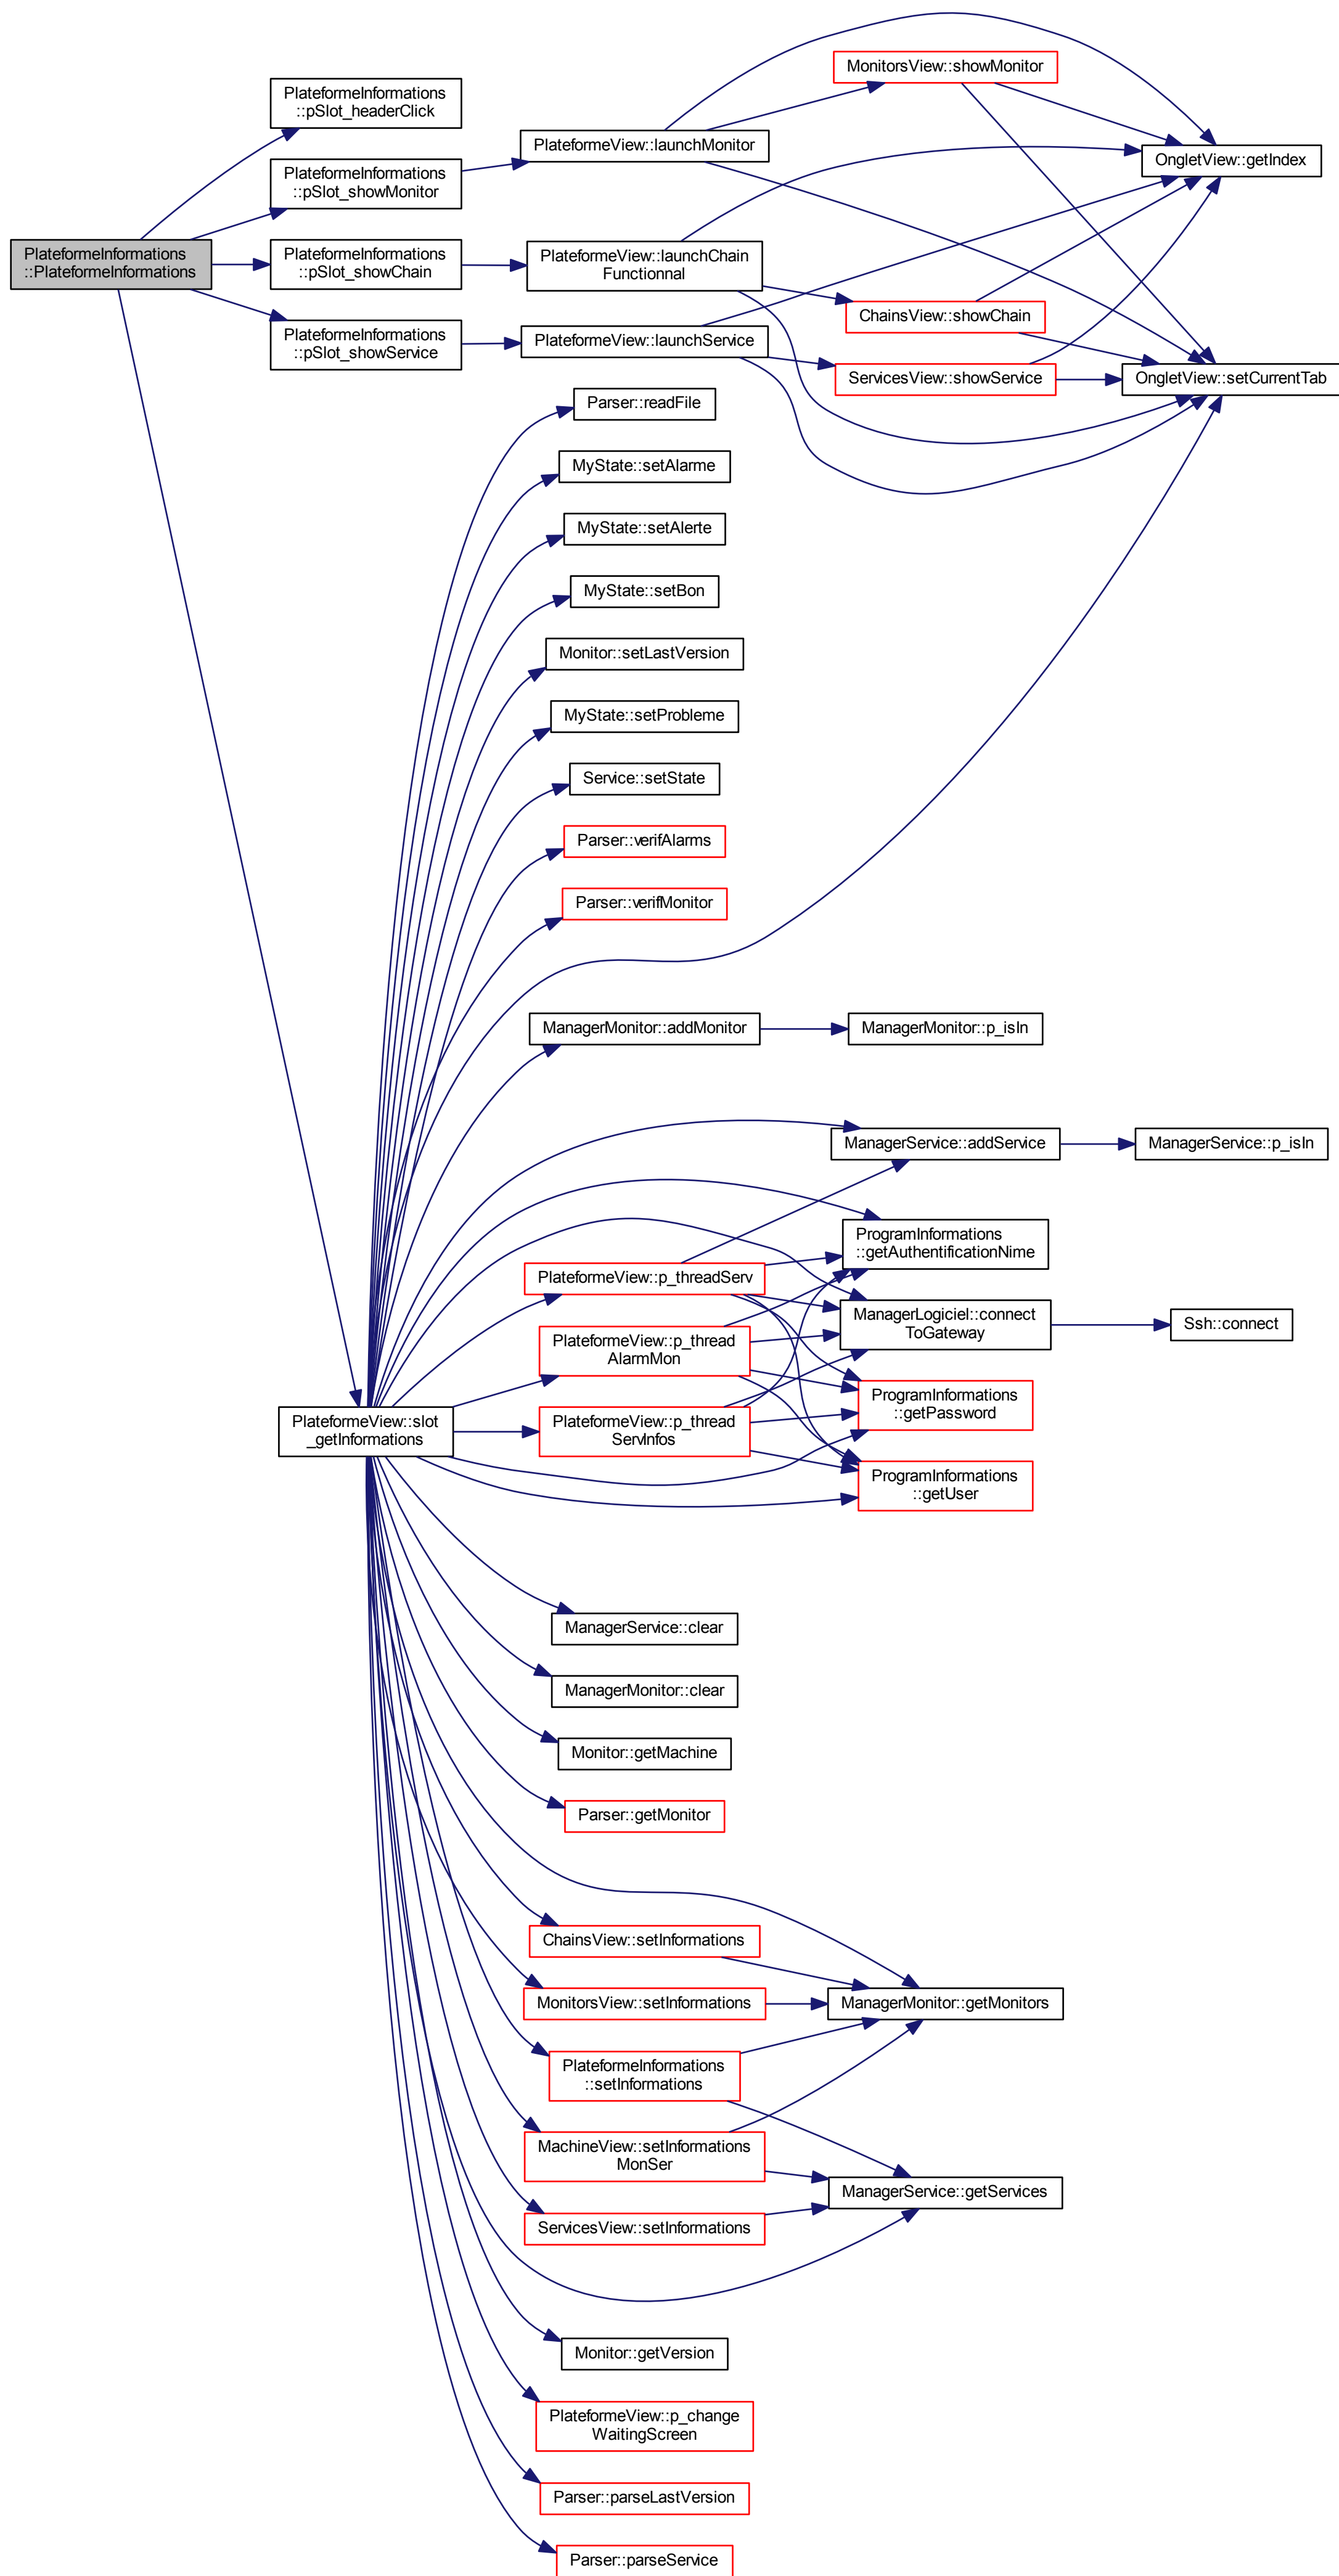 MonitorsView::showMonitor
PlateformeInformations
::pSlot_headerClick
PlateformeView::launchMonitor
OngletView::getIndex
PlateformeInformations
::pSlot_showMonitor
PlateformeInformations
::PlateformeInformations
PlateformeInformations
::pSlot_showChain
PlateformeView::launchChain
Functionnal
ChainsView::showChain
PlateformeInformations
::pSlot_showService
PlateformeView::launchService
ServicesView::showService
OngletView::setCurrentTab
Parser::readFile
MyState::setAlarme
MyState::setAlerte
MyState::setBon
Monitor::setLastVersion
MyState::setProbleme
Service::setState
Parser::verifAlarms
Parser::verifMonitor
ManagerMonitor::addMonitor
ManagerMonitor::p_isIn
ManagerService::addService
ManagerService::p_isIn
ProgramInformations
::getAuthentificationNime
PlateformeView::p_threadServ
ManagerLogiciel::connect
ToGateway
Ssh::connect
PlateformeView::p_thread
AlarmMon
ProgramInformations
::getPassword
PlateformeView::slot
_getInformations
PlateformeView::p_thread
ServInfos
ProgramInformations
::getUser
ManagerService::clear
ManagerMonitor::clear
Monitor::getMachine
Parser::getMonitor
ChainsView::setInformations
MonitorsView::setInformations
ManagerMonitor::getMonitors
PlateformeInformations
::setInformations
MachineView::setInformations
MonSer
ManagerService::getServices
ServicesView::setInformations
Monitor::getVersion
PlateformeView::p_change
WaitingScreen
Parser::parseLastVersion
Parser::parseService